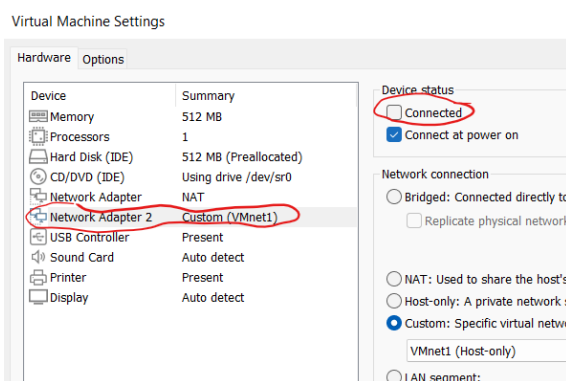 Virtual Machine Settings
Hardware Options
Device Summary
Memory 512 MB
Processors 1
Hard Disk (IDE) 512 MB (Preallocated)
CD/DVD (IDE) Using drive /dev/sr0
Network Adapter NAT
Network Adapter 2 Custom (VMnet1)
USB Controller Present
Sound Card Auto detect
Printer Present
Display Auto detect
Device status
Connected
Connect at power on
Network connection
Bridged: Connected directly to
Replicate physical network
NAT: Used to share the host's
Host-only: A private network
Custom: Specific virtual netw
VMnet1 (Host-only)
LAN segment: